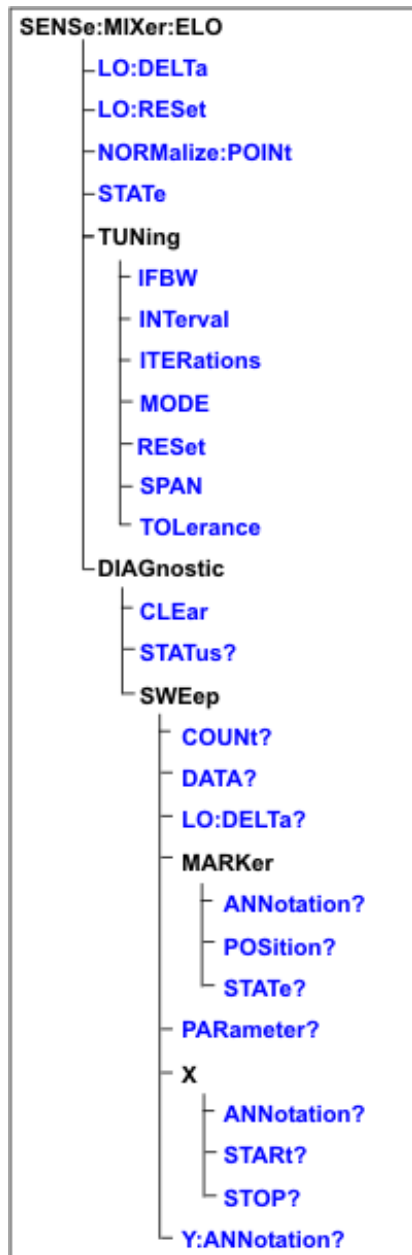 SENSe:MIXer:ELO
LO:DELTa
LO:RESet
NORMalize:POINt
STATe
TUNing
IFBW
INTerval
ITERations
MODE
RESet
SPAN
TOLerance
DIAGnostic
CLEar
STATus?
SWEep
COUNt?
DATA?
LO:DELTa?
MARKer
ANNotation?
POSition?
STATe?
PARameter?
X
ANNotation?
STARt?
STOP?
Y:ANNotation?